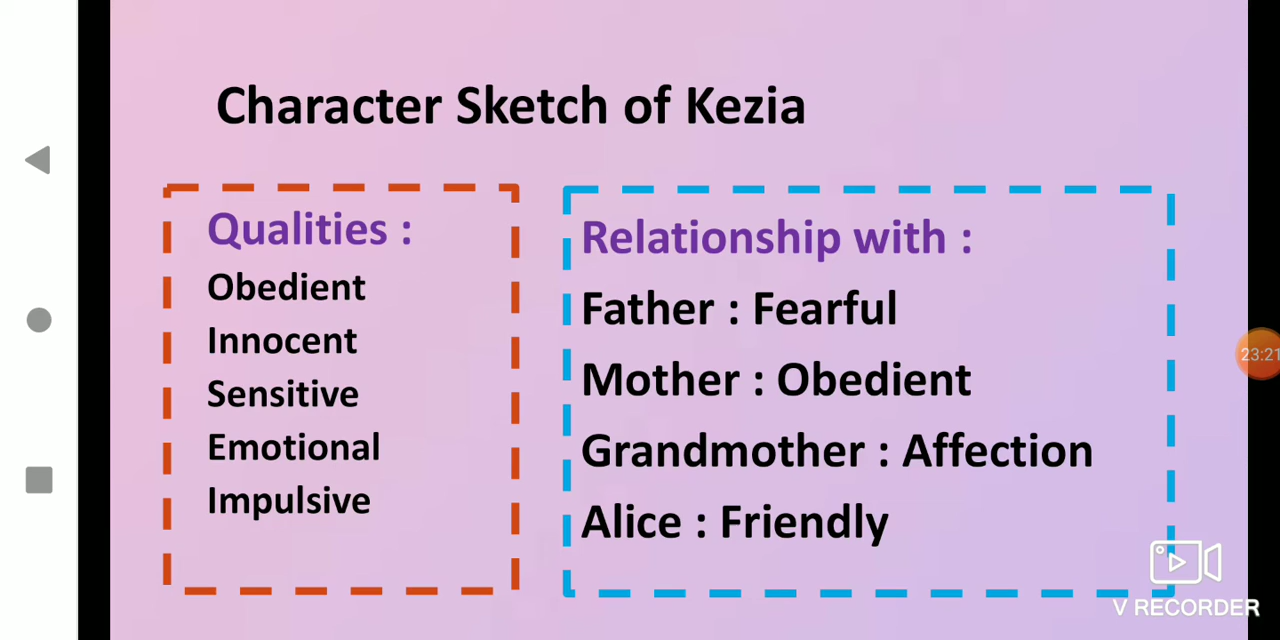 Character Sketch of Kezia
Qualities :
Obedient
Innocent
Sensitive
Emotional
Impulsive
Relationship with :
Father : Fearful
Mother : Obedient
Grandmother : Affection
Alice : Friendly
23:21
V RECORDER